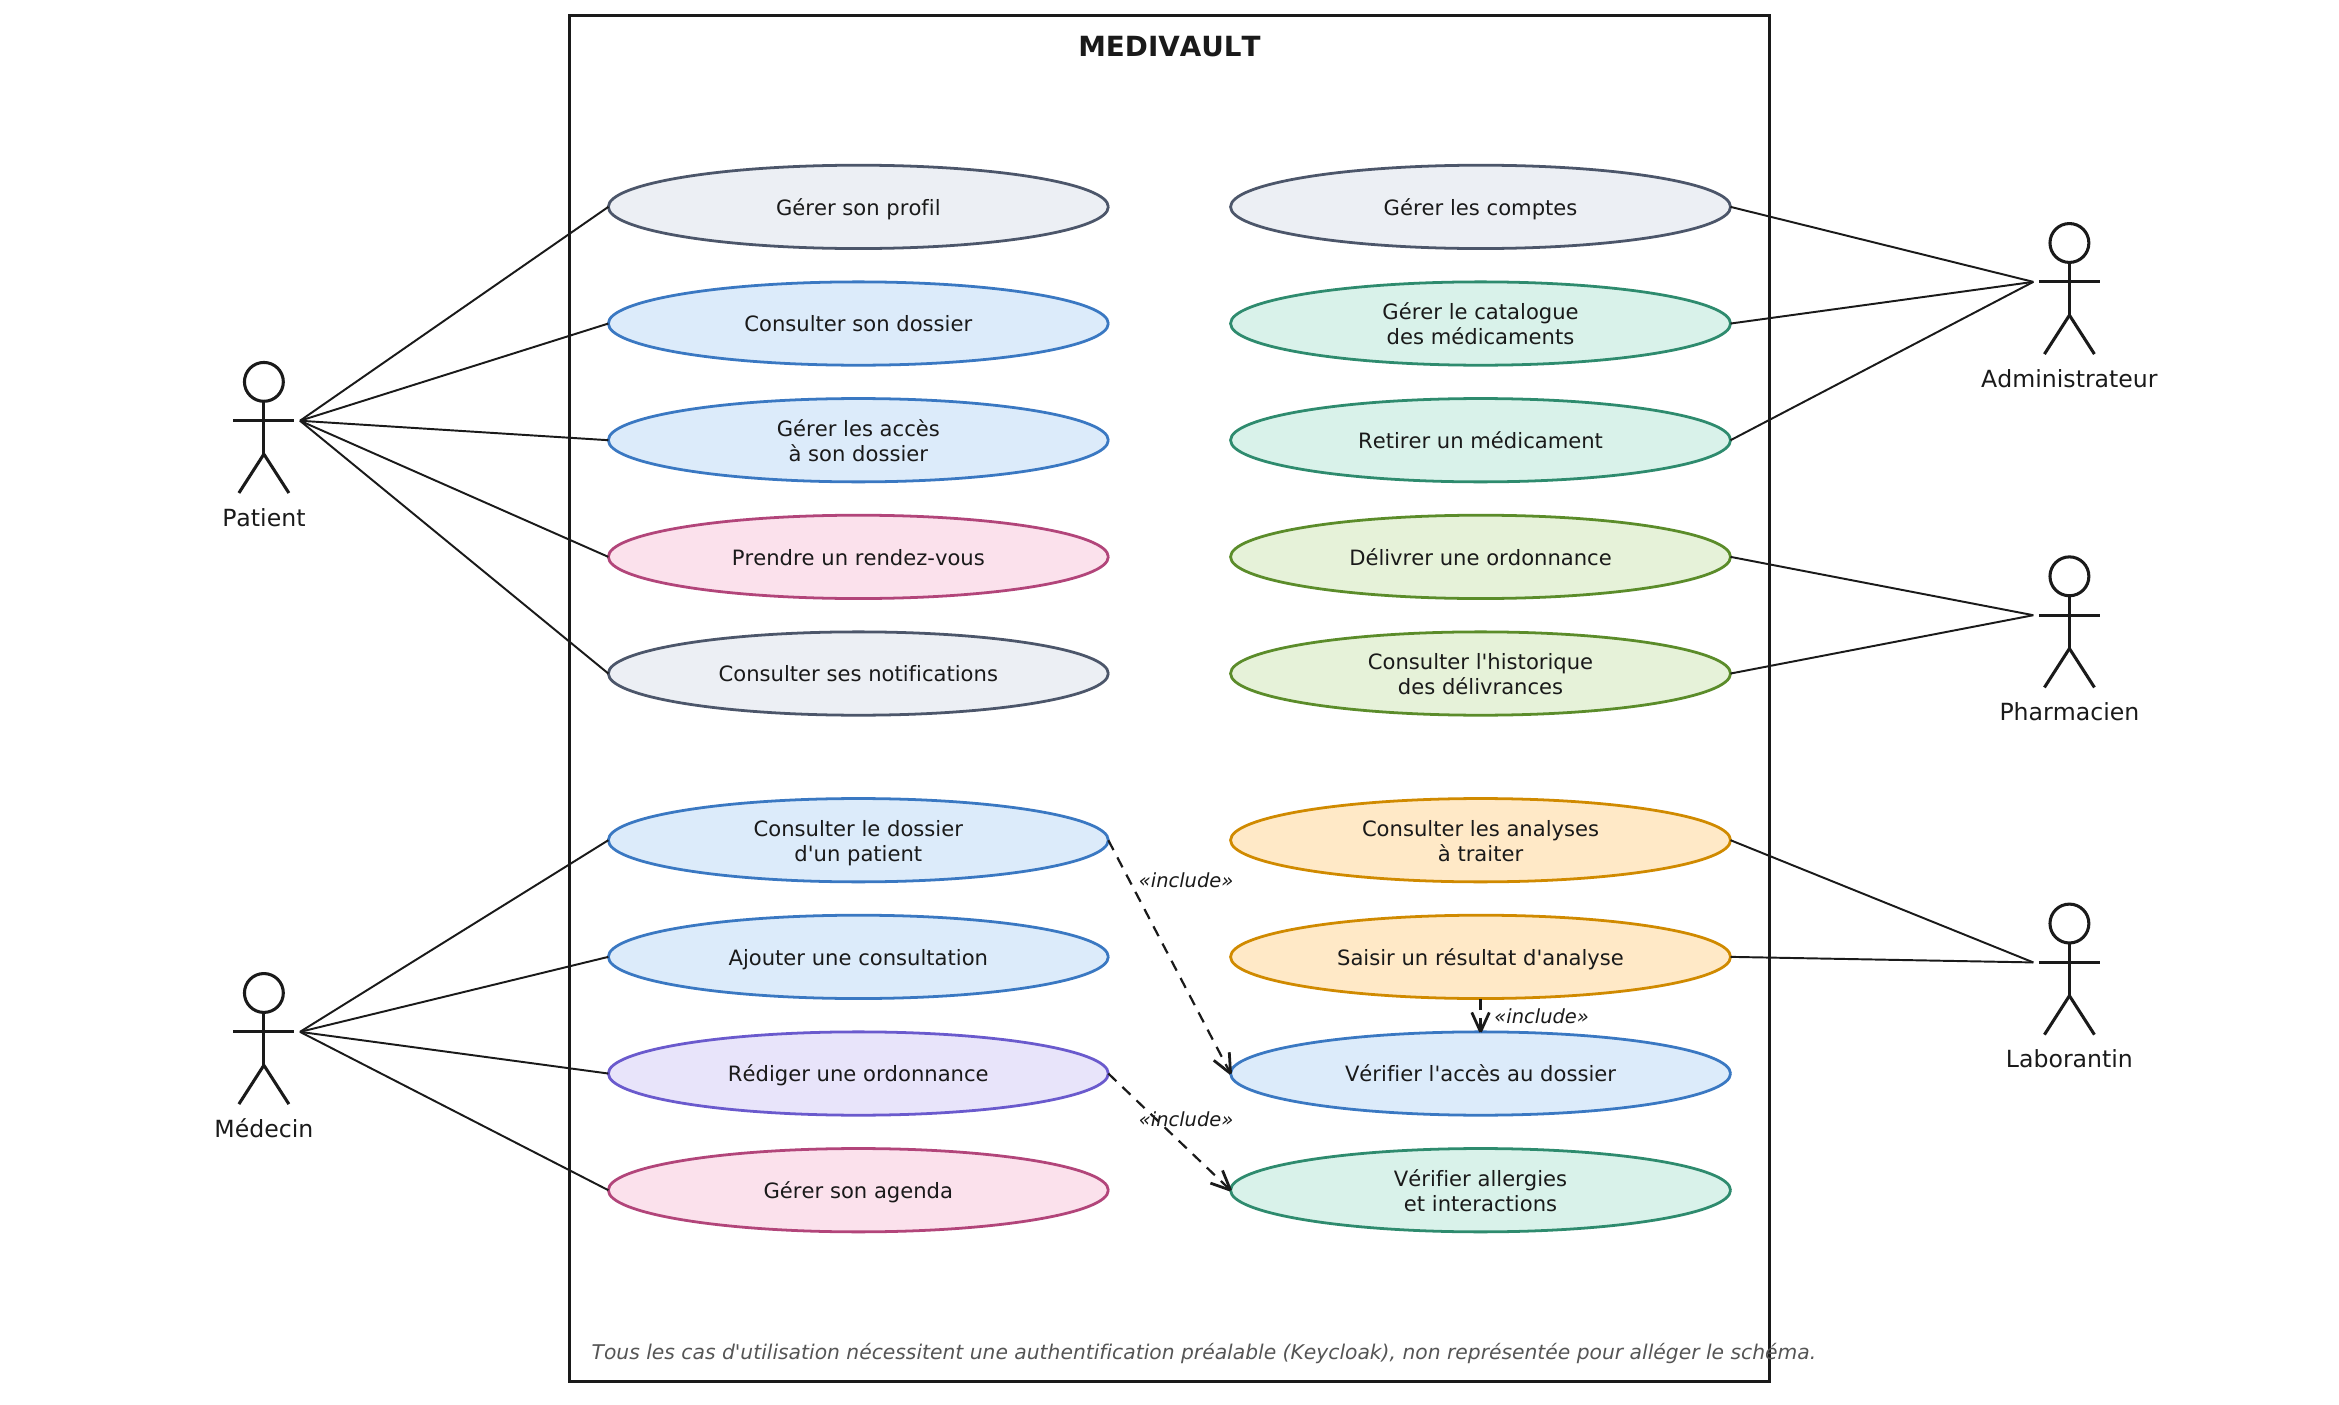 MEDIVAULT
Gérer son profil
Consulter son dossier
Gérer les accès
à son dossier
Prendre un rendez-vous
Consulter ses notifications
Patient
Consulter le dossier
d'un patient
Ajouter une consultation
Rédiger une ordonnance
Gérer son agenda
Médecin
Gérer les comptes
Gérer le catalogue
des médicaments
Retirer un médicament
Administrateur
Délivrer une ordonnance
Consulter l'historique
des délivrances
Pharmacien
Consulter les analyses
à traiter
«include»
Saisir un résultat d'analyse
«include»
Vérifier l'accès au dossier
«include»
Vérifier allergies
et interactions
Laborantin
Tous les cas d'utilisation nécessitent une authentification préalable (Keycloak), non représentée pour alléger le schéma.